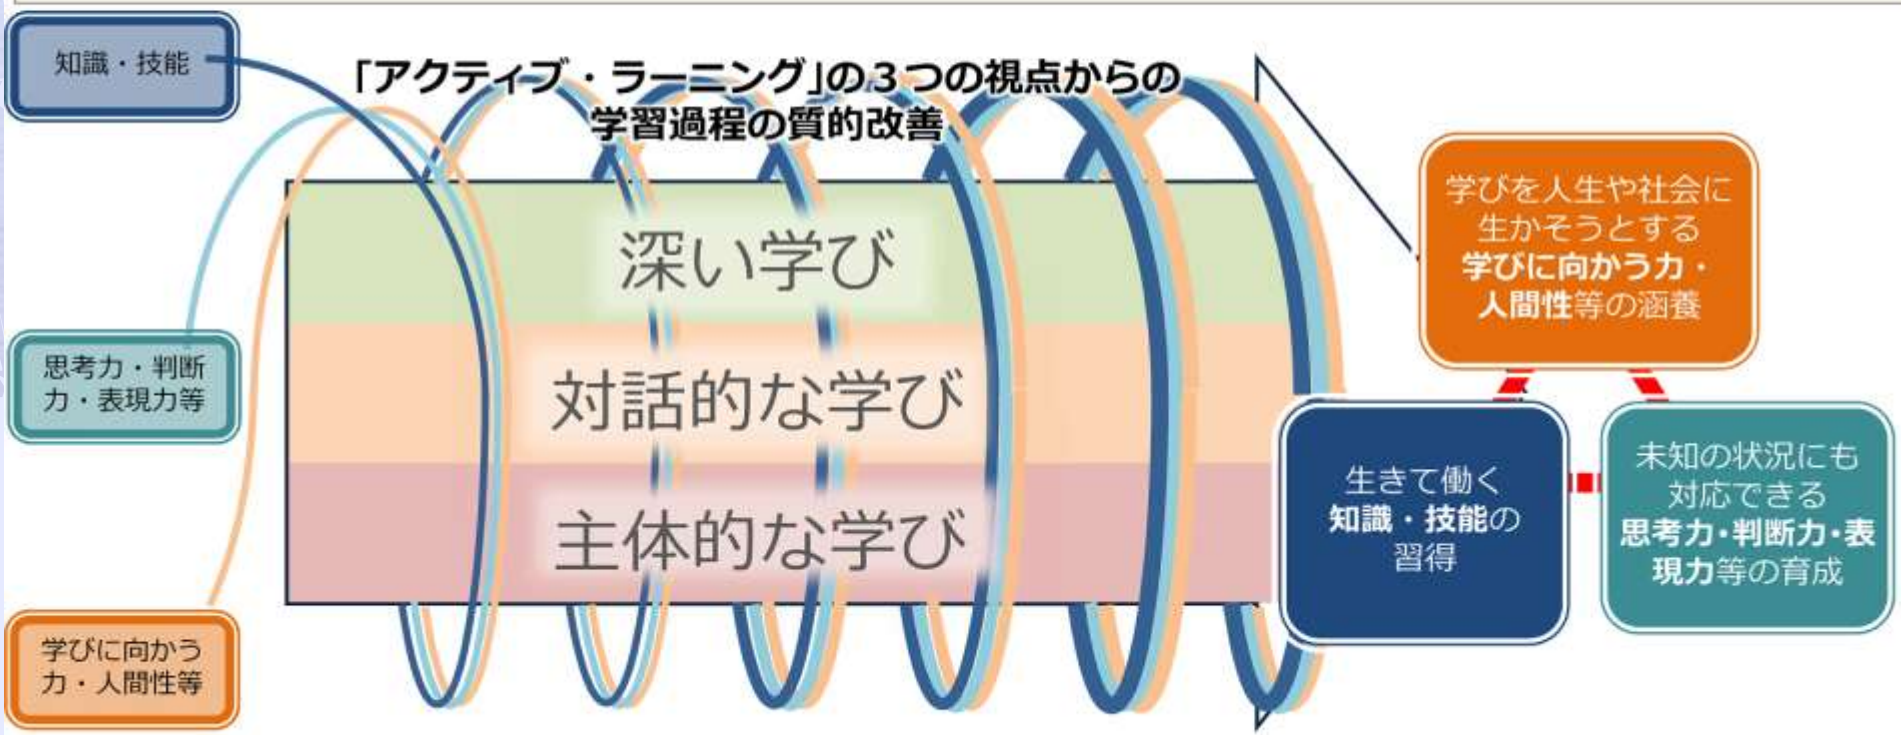 知識・技能
「アクティブ・ラーニング」の３つの視点からの
学習過程の質的改善
深い学び
対話的な学び
主体的な学び
思考力・判断
力・表現力等
学びに向かう
力・人間性等
学びを人生や社会に
生かそうとする
学びに向かう力・
人間性等の涵養
生きて働く
知識・技能の
習得
未知の状況にも
対応できる
思考力・判断力・表
現力等の育成